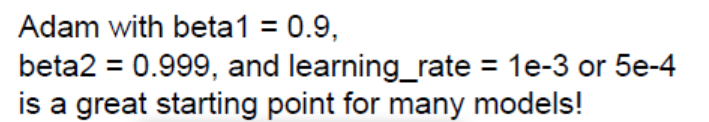 Adam with beta1 = 0.9,
beta2 = 0.999, and learning_rate = 1e-3 or 5e-4
is a great starting point for many models!